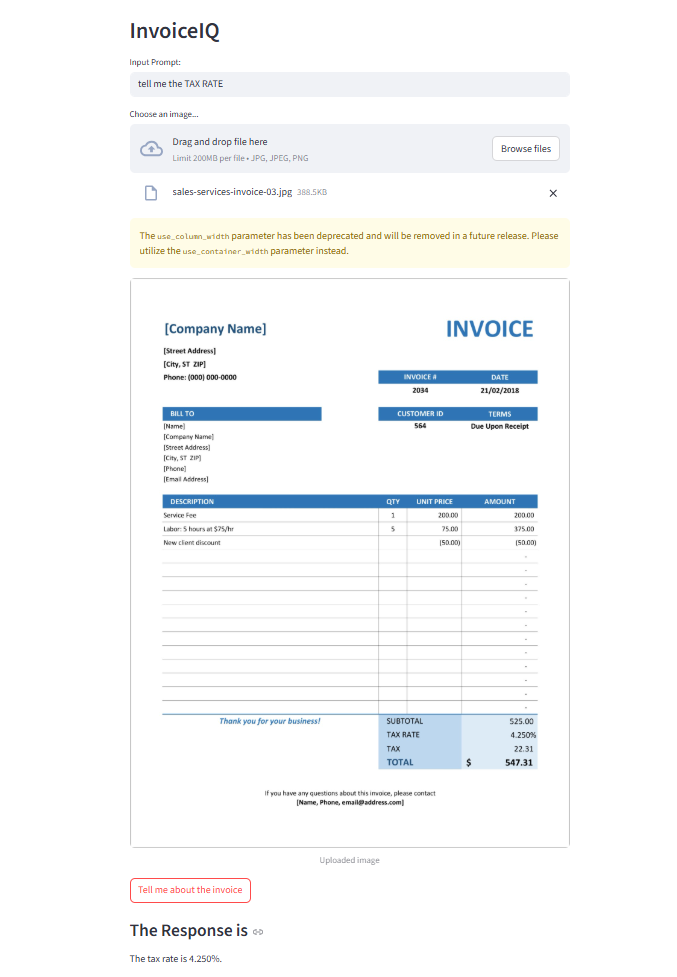 InvoiceIQ
Input Prompt:
tell me the TAX RATE
Choose an image...
Drag and drop file here
Limit 200MB per file • JPG, JPEG, PNG
Browse files
sales-services-invoice-03.jpg 388.5KB
The use_column_width parameter has been deprecated and will be removed in a future release. Please
utilize the use_container_width parameter instead.
[Company Name]
INVOICE
[Street Address]
[City, ST ZIP]
Phone: (000) 000-0000
INVOICE # DATE
2034 21/02/2018
BILL TO
CUSTOMER ID TERMS
[Name]
564 Due Upon Receipt
[Company Name]
[Street Address]
[City, ST ZIP]
[Phone]
[Email Address]
DESCRIPTION QTY UNIT PRICE AMOUNT
Service Fee 1 200.00 200.00
Labor: 5 hours at $75/hr 5 75.00 375.00
New client discount (50.00) (50.00)
-
-
-
-
-
-
-
-
-
-
-
-
Thank you for your business!
SUBTOTAL 525.00
TAX RATE 4.250%
TAX 22.31
TOTAL $ 547.31
If you have any questions about this invoice, please contact
[Name, Phone, email@address.com]
Uploaded image
Tell me about the invoice
The Response is
The tax rate is 4.250%.